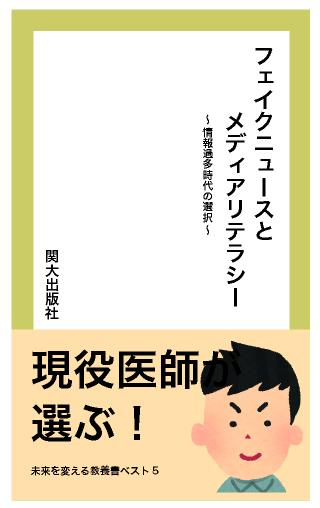 フェイクニュースと
メディアリテラシー
〜情報過多時代の選択〜
関大出版社
現役医師が
選ぶ！
未来を変える教養書ベスト5